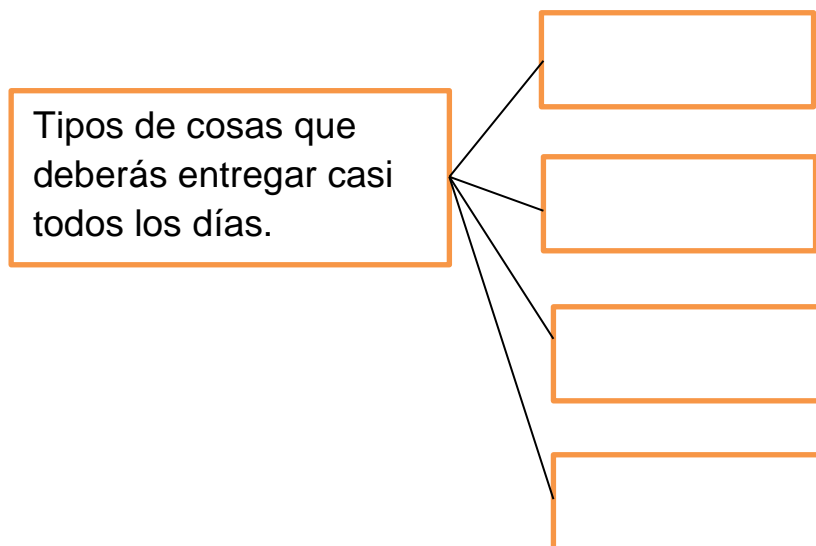 Tipos de cosas que
deberás entregar casi
todos los días.